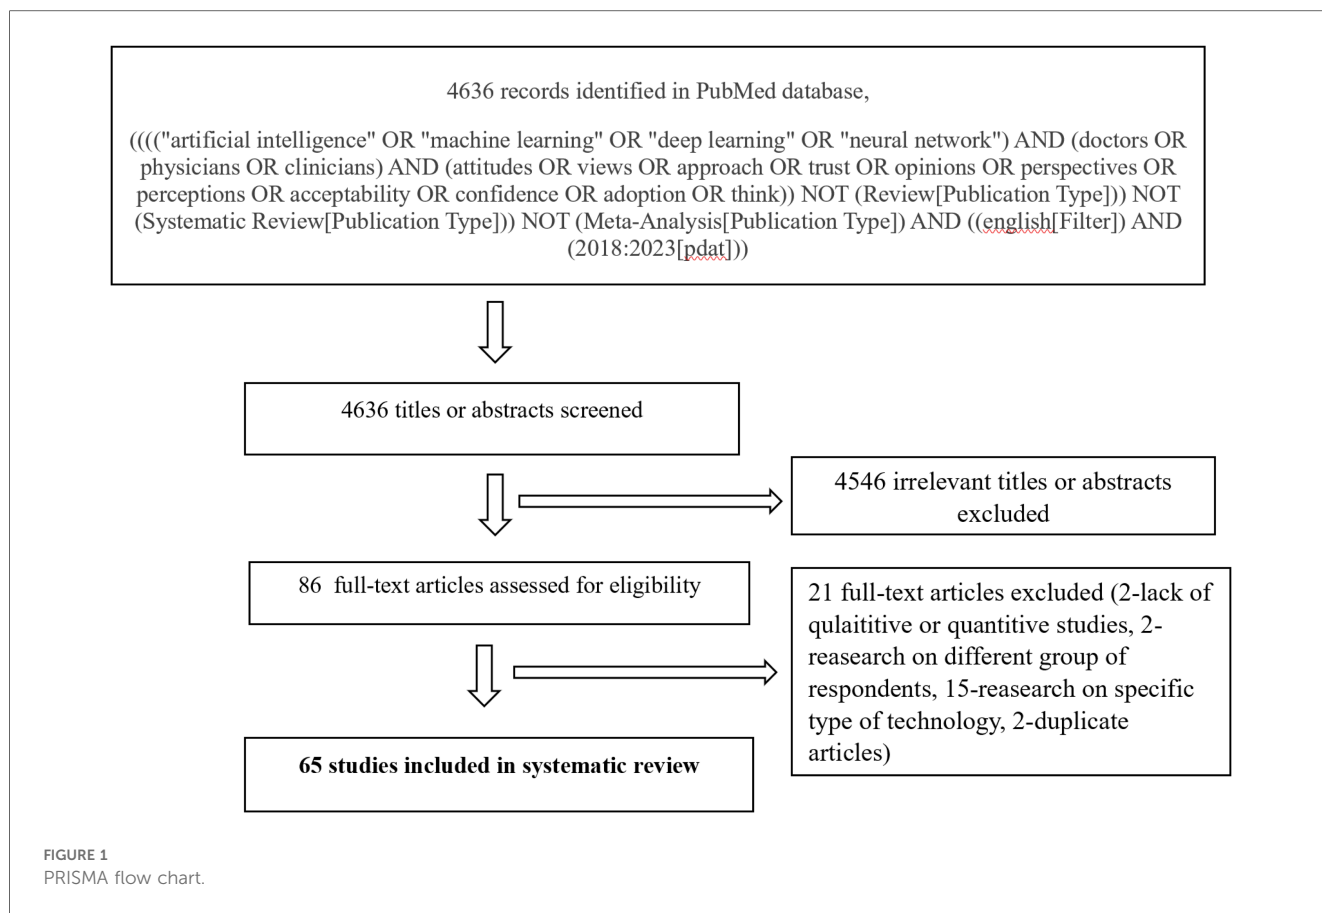 4636 records identified in PubMed database,
(((("artificial intelligence" OR "machine learning" OR "deep learning" OR "neural network") AND (doctors OR
physicians OR clinicians) AND (attitudes OR views OR approach OR trust OR opinions OR perspectives OR
perceptions OR acceptability OR confidence OR adoption OR think)) NOT (Review[Publication Type])) NOT
(Systematic Review[Publication Type])) NOT (Meta-Analysis[Publication Type]) AND ((english[Filter]) AND
(2018:2023[pdat]))
4636 titles or abstracts screened
4546 irrelevant titles or abstracts
excluded
86 full-text articles assessed for eligibility
21 full-text articles excluded (2-lack of
qulaititive or quantitive studies, 2-
reasearch on different group of
respondents, 15-reasearch on specific
type of technology, 2-duplicate
articles)
65 studies included in systematic review
FIGURE 1
PRISMA flow chart.